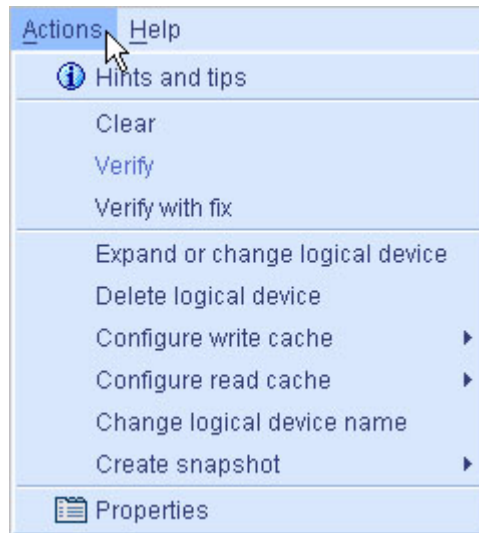 Actions Help
Hints and tips
Clear
Verify
Verify with fix
Expand or change logical device
Delete logical device
Configure write cache
Configure read cache
Change logical device name
Create snapshot
Properties